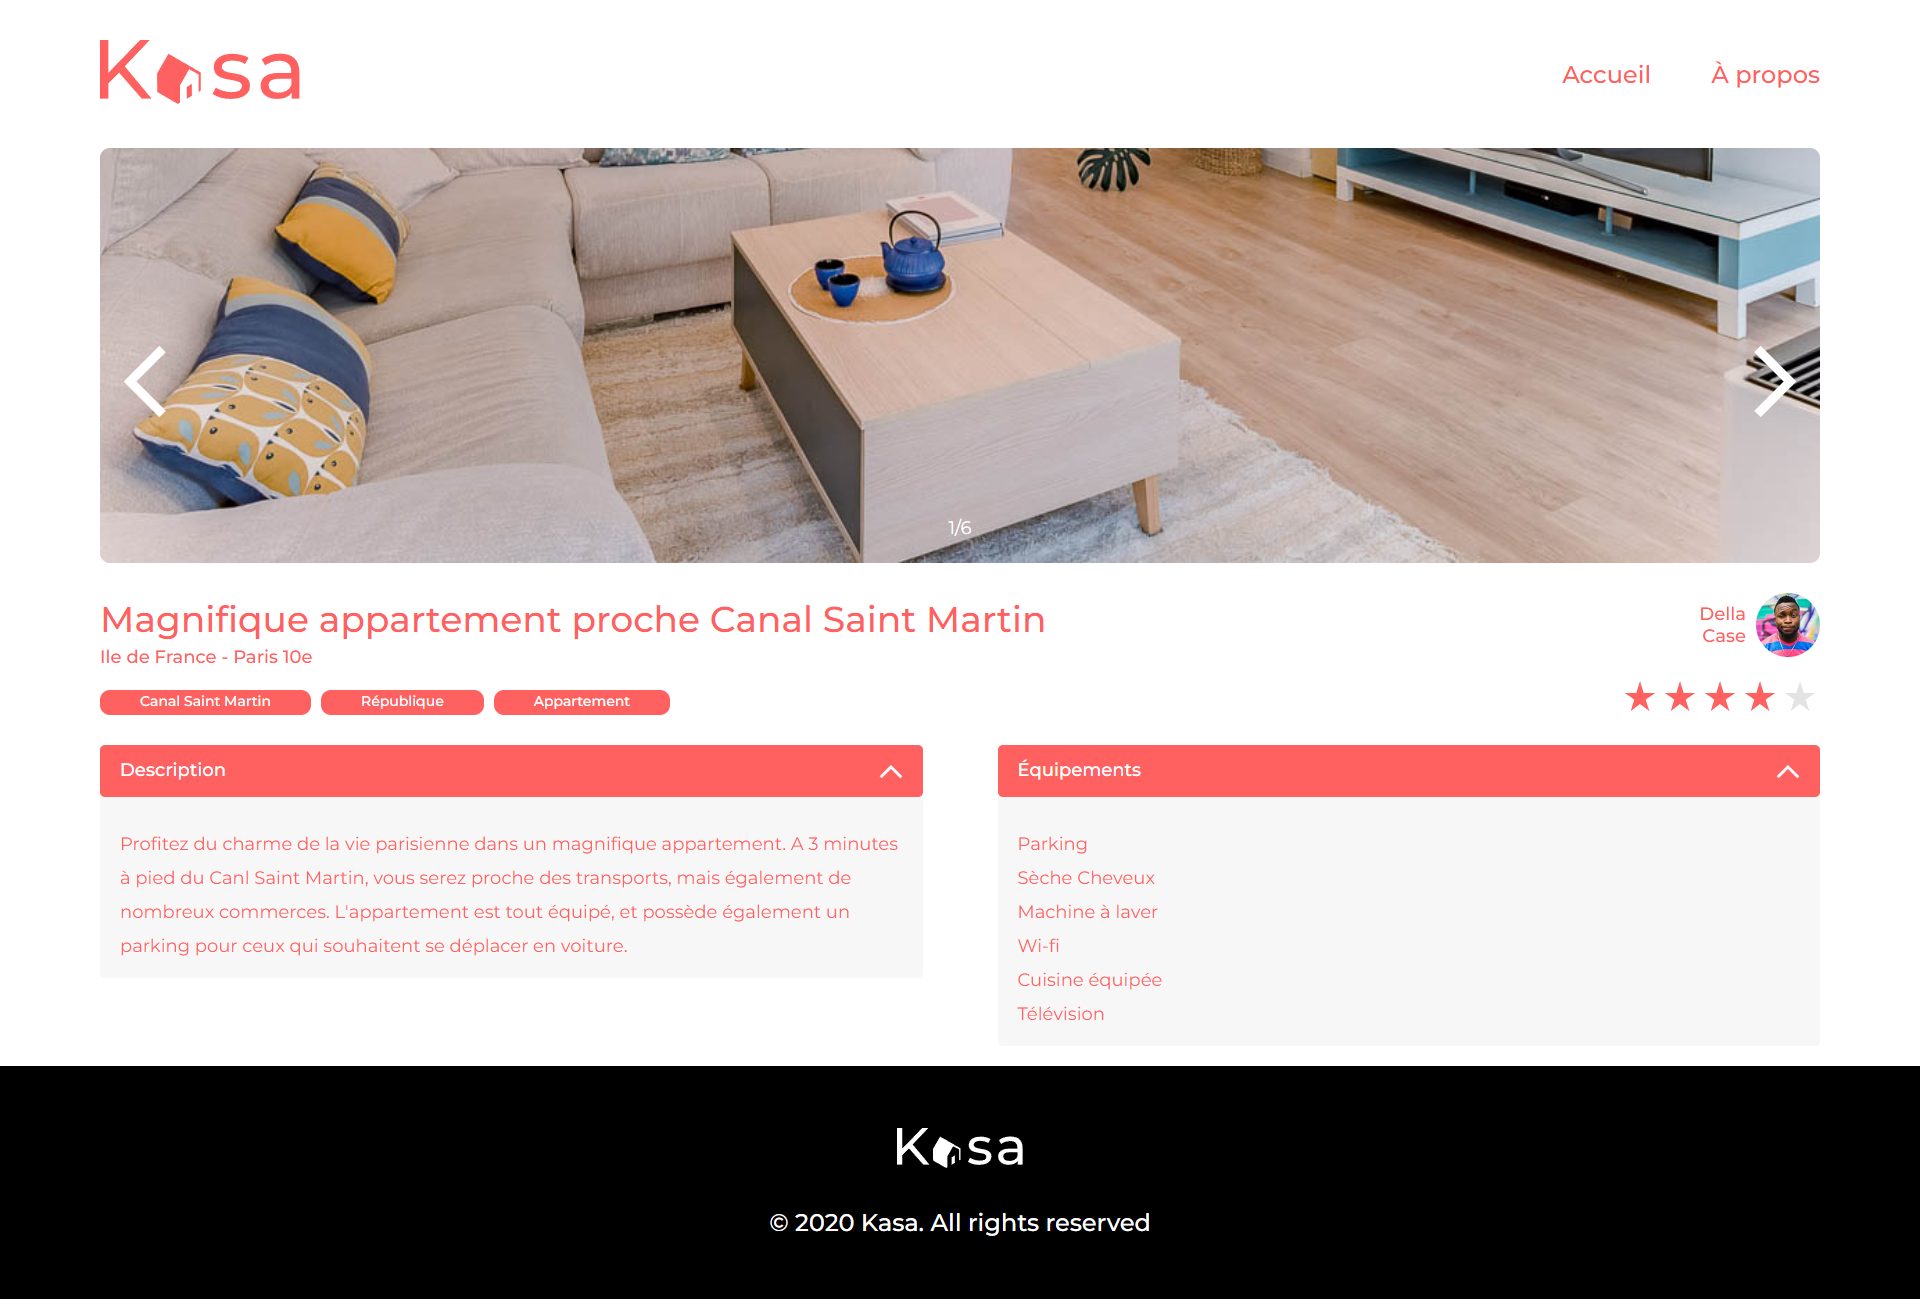 Kasa
Accueil
À propos
1/6
Magnifique appartement proche Canal Saint Martin
Ile de France - Paris 10e
Canal Saint Martin
République
Appartement
Della
Case
Description
Profitez du charme de la vie parisienne dans un magnifique appartement. A 3 minutes
à pied du Canl Saint Martin, vous serez proche des transports, mais également de
nombreux commerces. L'appartement est tout équipé, et possède également un
parking pour ceux qui souhaitent se déplacer en voiture.
Équipements
Parking
Sèche Cheveux
Machine à laver
Wi-fi
Cuisine équipée
Télévision
Kasa
© 2020 Kasa. All rights reserved